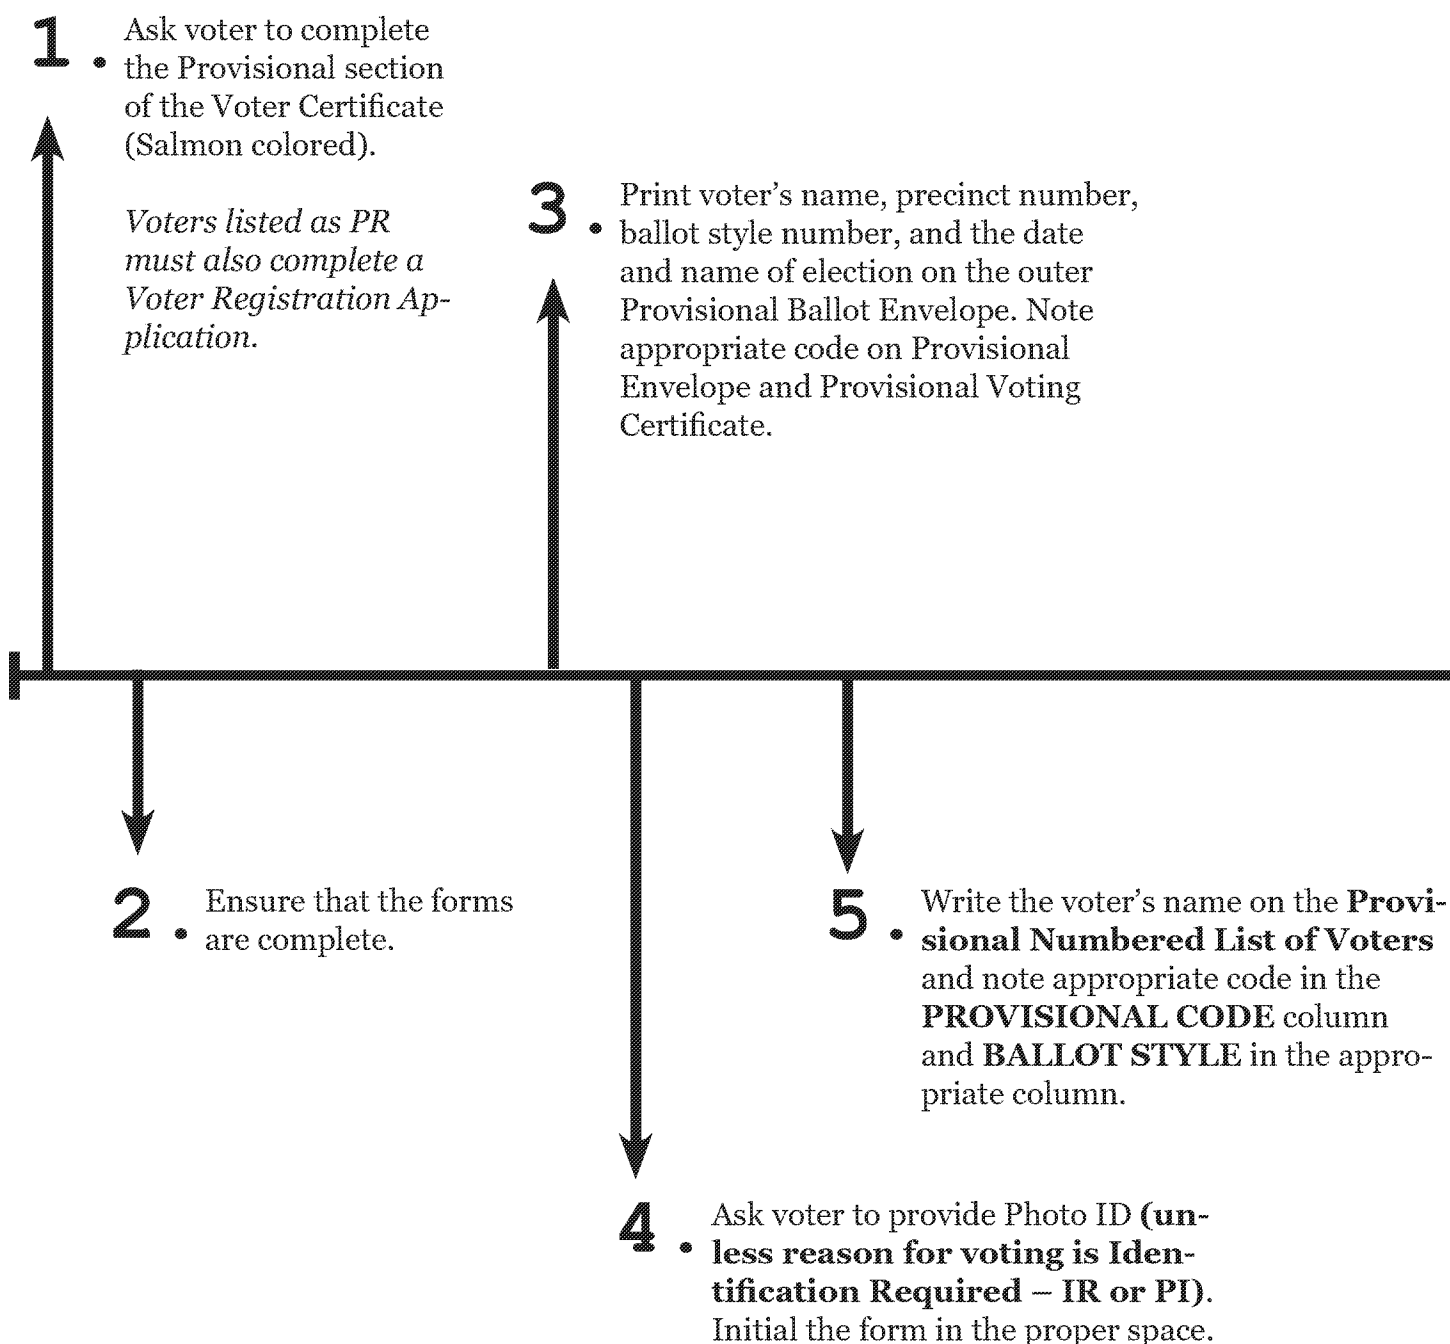 1. Ask voter to complete
the Provisional section
of the Voter Certificate
(Salmon colored).
Voters listed as PR
must also complete a
Voter Registration Ap-
plication.
2. Ensure that the forms
are complete.
3. Print voter’s name, precinct number,
ballot style number, and the date
and name of election on the outer
Provisional Ballot Envelope. Note
appropriate code on Provisional
Envelope and Provisional Voting
Certificate.
4. Ask voter to provide Photo ID (un-
less reason for voting is Iden-
tification Required – IR or PI).
Initial the form in the proper space.
5. Write the voter’s name on the Provi-
sional Numbered List of Voters
and note appropriate code in the
PROVISIONAL CODE column
and BALLOT STYLE in the appro-
priate column.